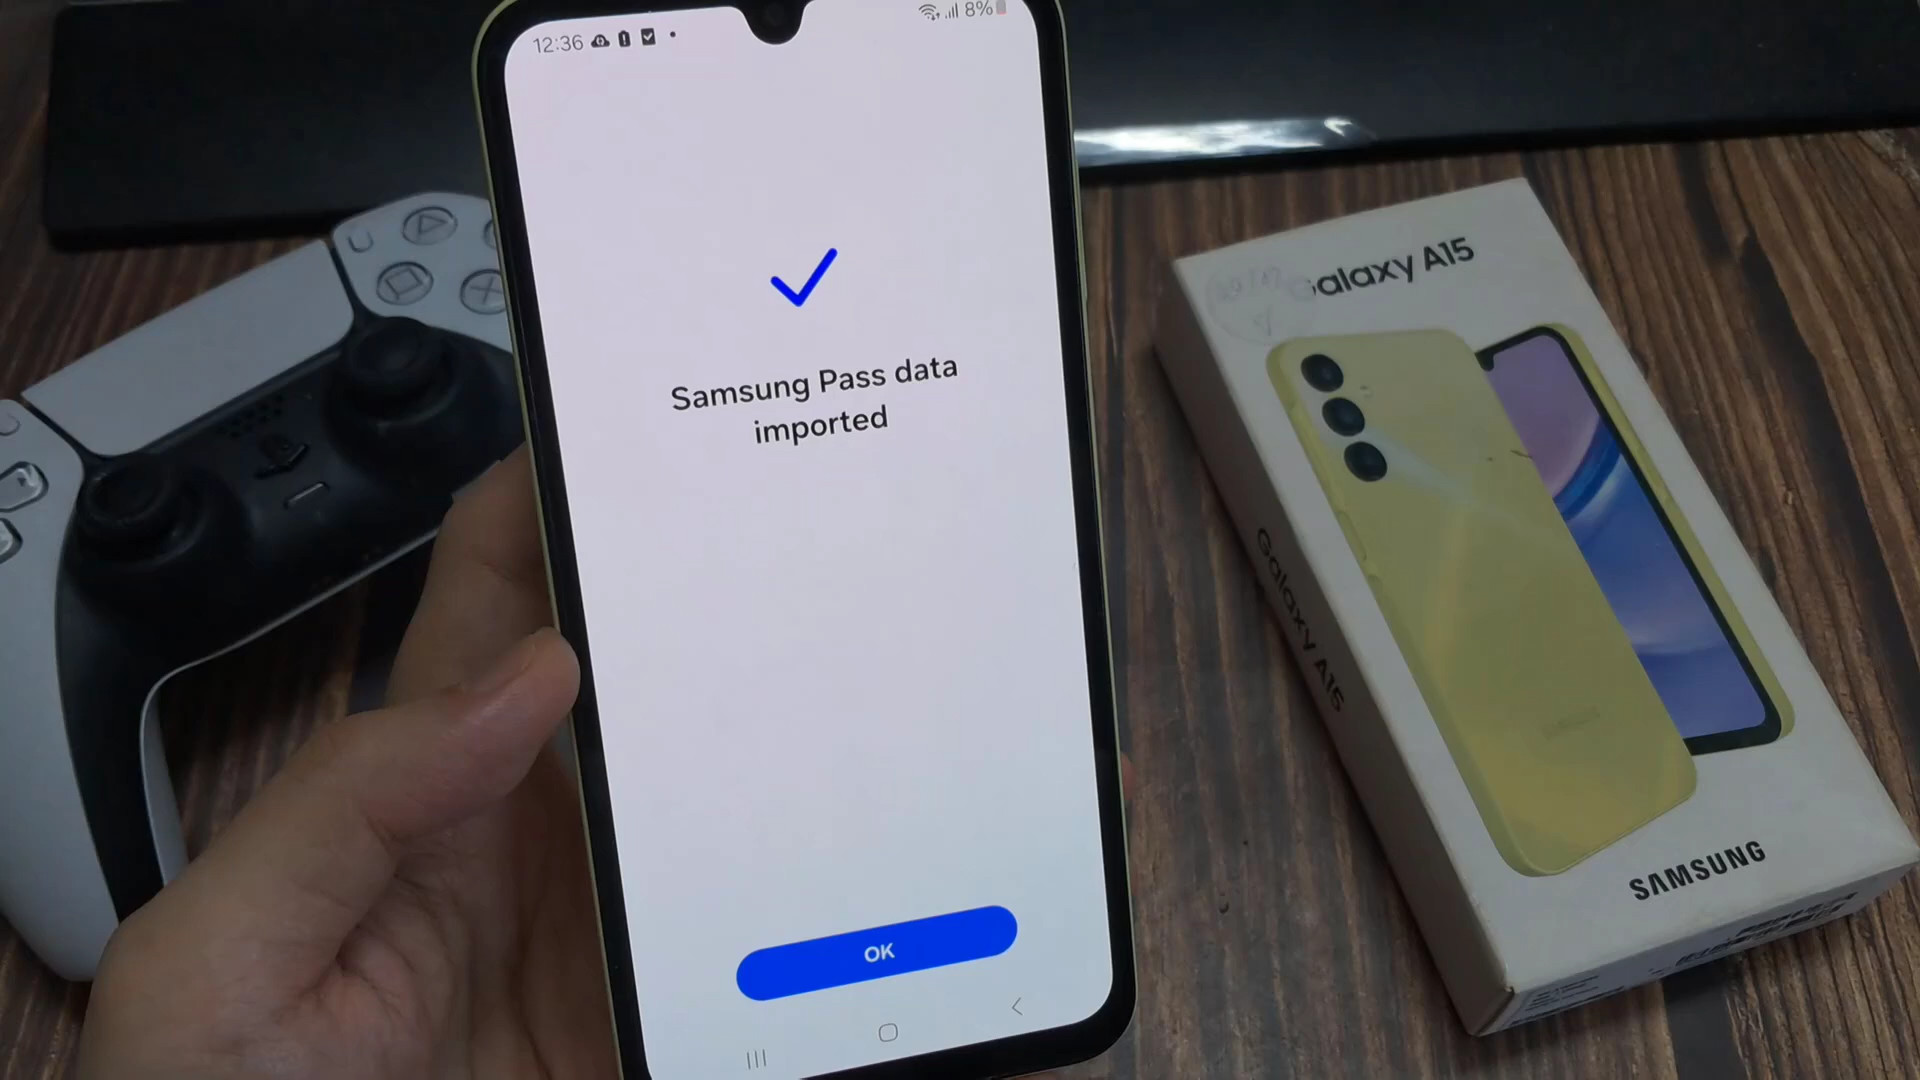 12:36
8%
Samsung Pass data
imported
OK
Galaxy A15
Galaxy A15
SAMSUNG